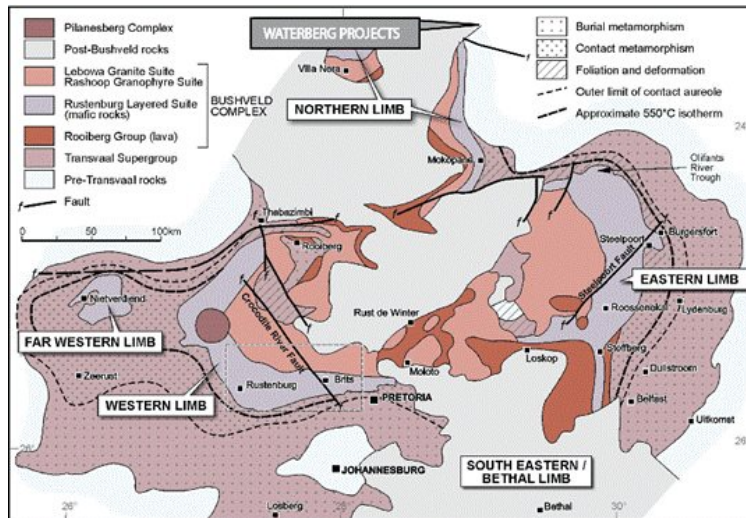 Pilanesberg Complex
Post-Bushveld rocks
Lebowa Granite Suite
Rashoop Granophyre Suite
Rustenburg Layered Suite
(mafic rocks)
Rooiberg Group (lava)
BUSHVELD
COMPLEX
Transvaal Supergroup
Pre-Transvaal rocks
f Fault
0 50 100km
WATERBERG PROJECTS
Burial metamorphism
Contact metamorphism
Foliation and deformation
Outer limit of contact aureole
Approximate 550°C isotherm
24°
Villa Nora
f
NORTHERN LIMB
Mokopane
Olifants
River
Trough
f
f
f
Thabazimbi
f
Rooiberg
Steelpoort
Burgersfort
f
Steelpoort Fault
EASTERN LIMB
f
Nietverdiend
Crocodile River Fault
f
Rust de Winter
Roossenekal
Lydenburg
FAR WESTERN LIMB
Zeerust
Moloto
Loskop
Stoffberg
Dullstroom
WESTERN LIMB
Rustenburg
Brits
PRETORIA
Belfast
Uitkomst
26°
JOHANNESBURG
SOUTH EASTERN /
BETHAL LIMB
Losberg
Bethal
26°
30°